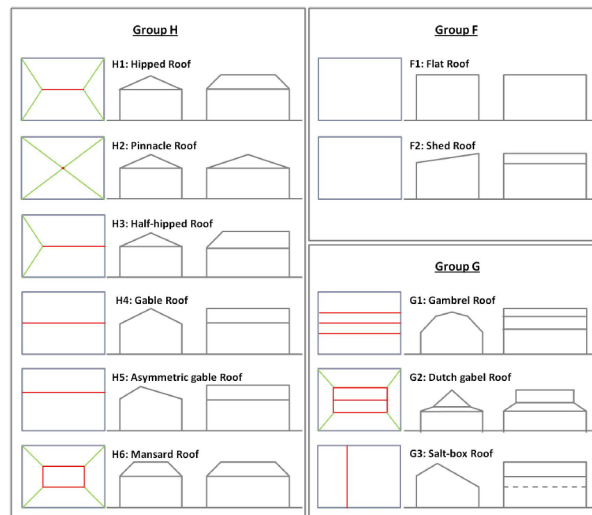 Group H
H1: Hipped Roof
H2: Pinnacle Roof
H3: Half-hipped Roof
H4: Gable Roof
H5: Asymmetric gable Roof
H6: Mansard Roof
Group F
F1: Flat Roof
F2: Shed Roof
Group G
G1: Gambrel Roof
G2: Dutch gabel Roof
G3: Salt-box Roof